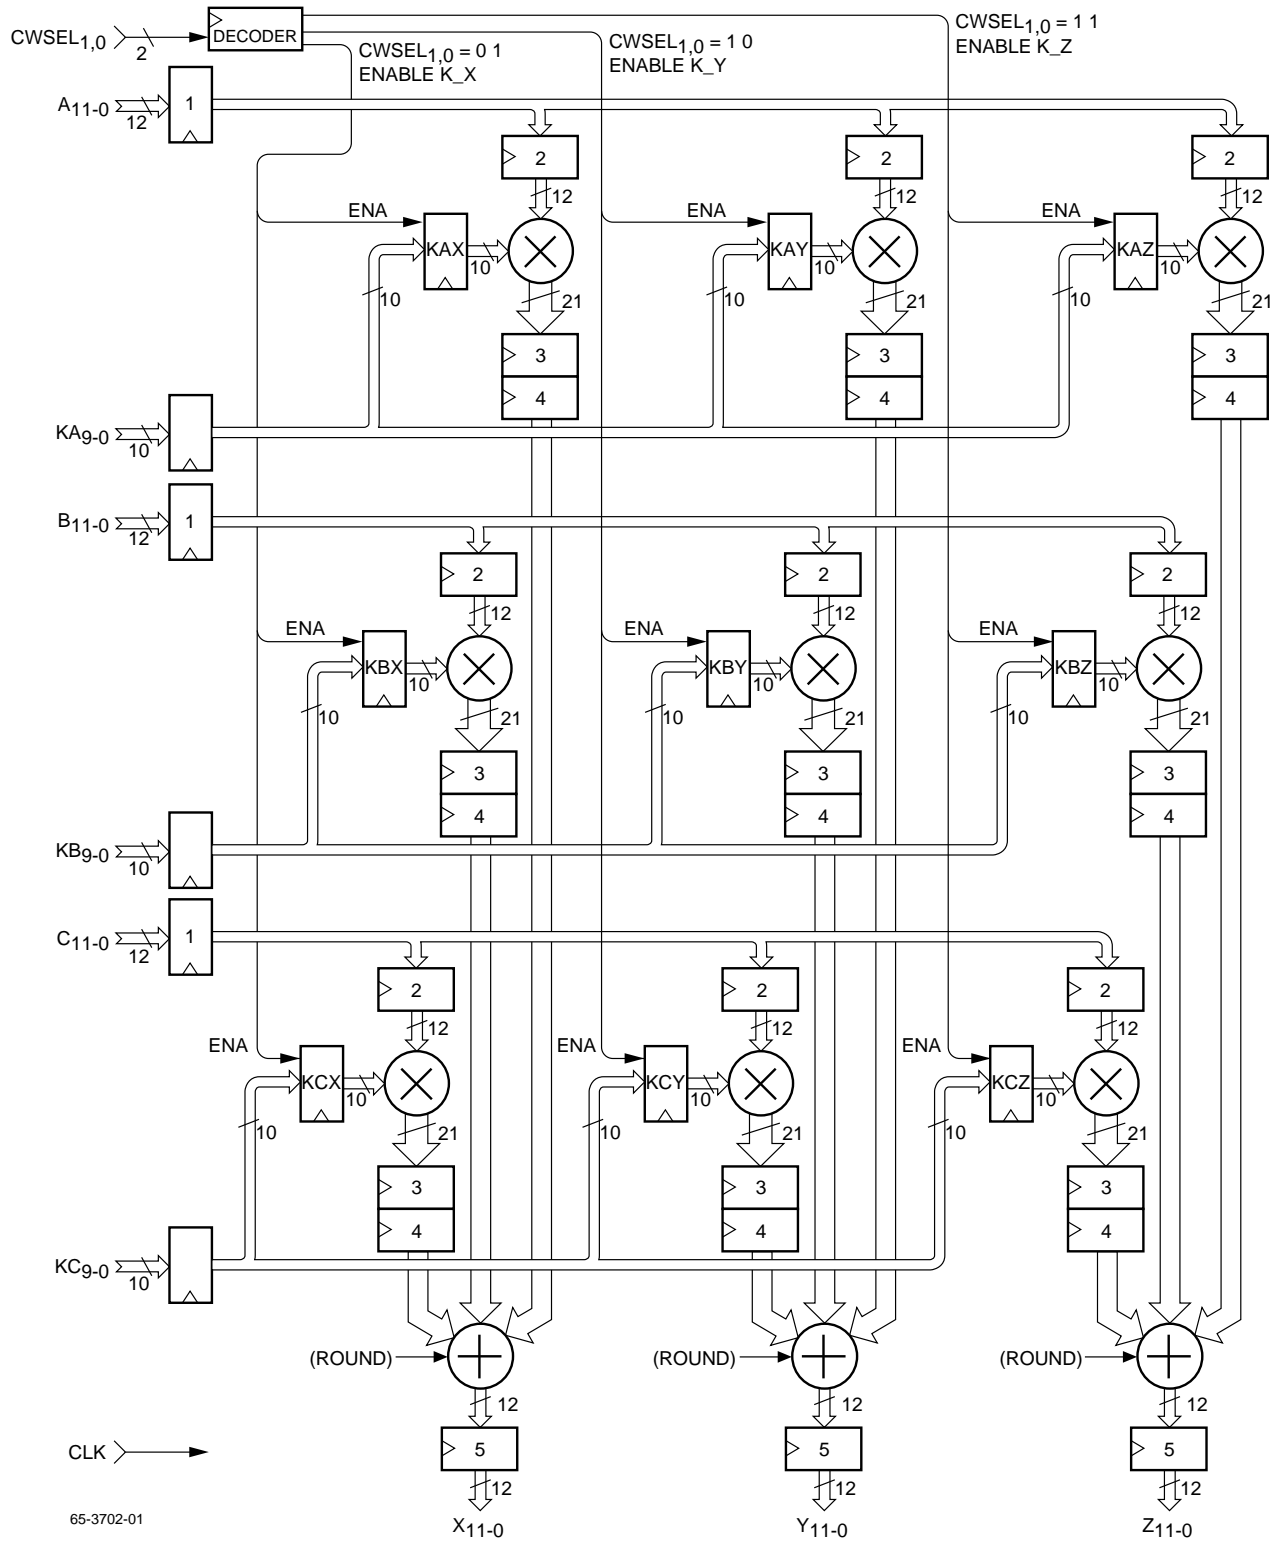 CWSEL1,0
2
DECODER
CWSEL1,0 = 0 1
ENABLE K_X
CWSEL1,0 = 1 0
ENABLE K_Y
CWSEL1,0 = 1 1
ENABLE K_Z
A11-0
12
1
2
2
2
12
12
12
ENA
ENA
ENA
KAX
KAY
KAZ
10
10
10
10
10
10
21
21
21
3
3
3
4
4
4
KA9-0
10
B11-0
12
1
2
2
2
12
12
12
ENA
ENA
ENA
KBX
KBY
KBZ
10
10
10
10
10
10
21
21
21
3
3
3
4
4
4
KB9-0
10
C11-0
12
1
2
2
2
12
12
12
ENA
ENA
ENA
KCX
KCY
KCZ
10
10
10
10
10
10
21
21
21
3
3
3
4
4
4
KC9-0
10
(ROUND)
(ROUND)
(ROUND)
12
12
12
CLK
5
5
5
12
12
12
65-3702-01
X11-0
Y11-0
Z11-0